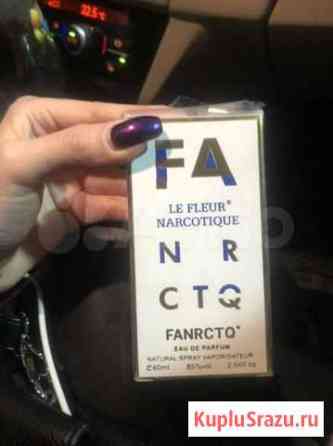 22.5°c
FA
LE FLEUR®
NARCOTIQUE
N R
C T Q
FANRCTQ®
EAU DE PARFUM
NATURAL SPRAY VAPORISATEUR
KupluSrazu.ru